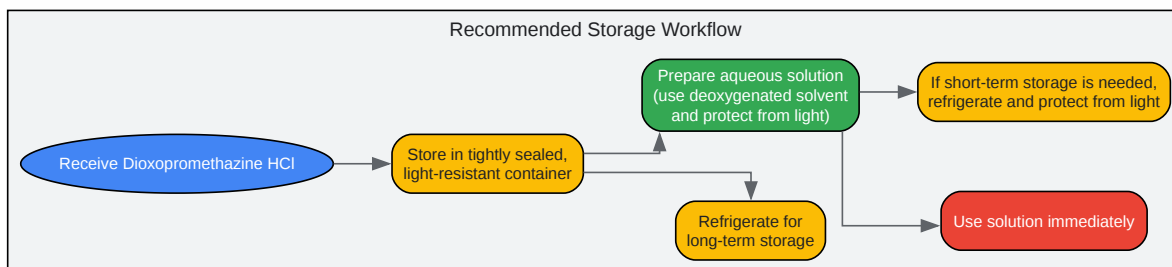 Recommended Storage Workflow
Receive Dioxopromethazine HCl
Store in tightly sealed,
light-resistant container
Prepare aqueous solution
(use deoxygenated solvent
and protect from light)
If short-term storage is needed,
refrigerate and protect from light
Refrigerate for
long-term storage
Use solution immediately